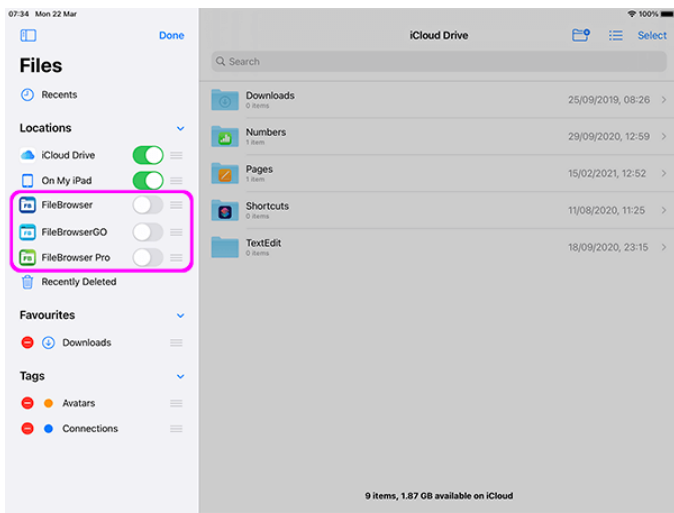 07:34 Mon 22 Mar
100%
Done
Files
Recents
Locations
iCloud Drive
On My iPad
FB FileBrowser
FB FileBrowserGO
FB FileBrowser Pro
Recently Deleted
Favourites
Downloads
Tags
Avatars
Connections
iCloud Drive
Select
Search
Downloads
0 items
25/09/2019, 08:26
Numbers
1 item
29/09/2020, 12:59
Pages
1 item
15/02/2021, 12:52
Shortcuts
0 items
11/08/2020, 11:25
TextEdit
0 items
18/09/2020, 23:15
9 items, 1.87 GB available on iCloud